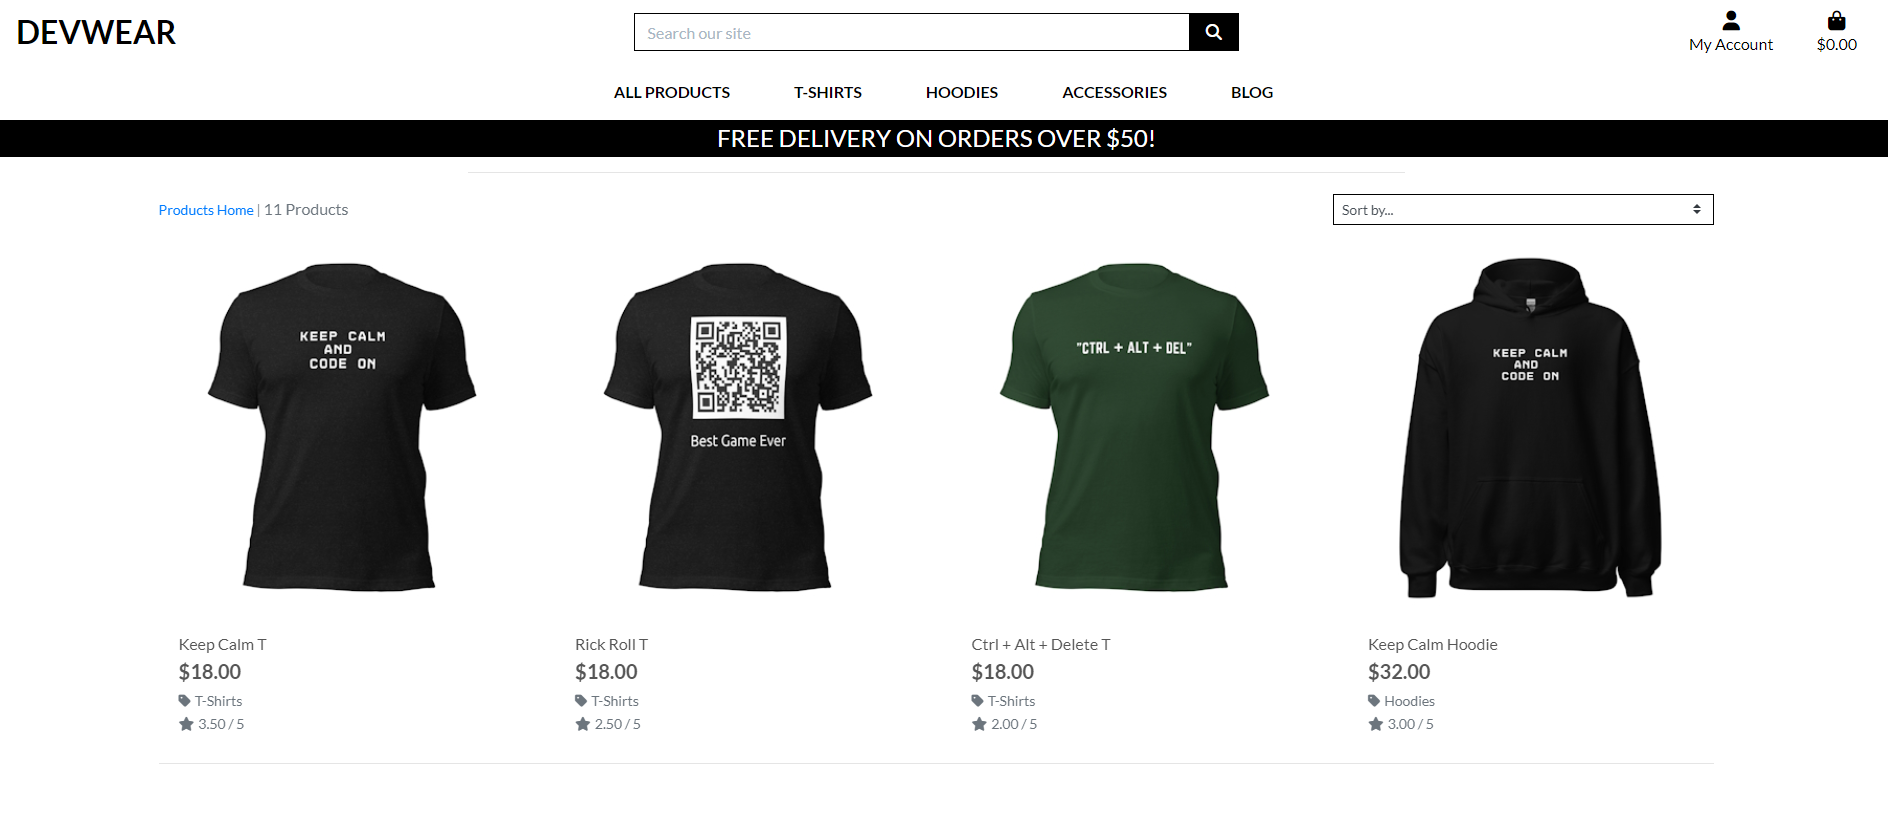 DEVWEAR
Search our site
My Account
$0.00
ALL PRODUCTS
T-SHIRTS
HOODIES
ACCESSORIES
BLOG
FREE DELIVERY ON ORDERS OVER $50!
Products Home | 11 Products
Sort by...
KEEP CALM
AND
CODE ON
Best Game Ever
"CTRL + ALT + DEL"
KEEP CALM
AND
CODE ON
Keep Calm T
$18.00
T-Shirts
3.50 / 5
Rick Roll T
$18.00
T-Shirts
2.50 / 5
Ctrl + Alt + Delete T
$18.00
T-Shirts
2.00 / 5
Keep Calm Hoodie
$32.00
Hoodies
3.00 / 5